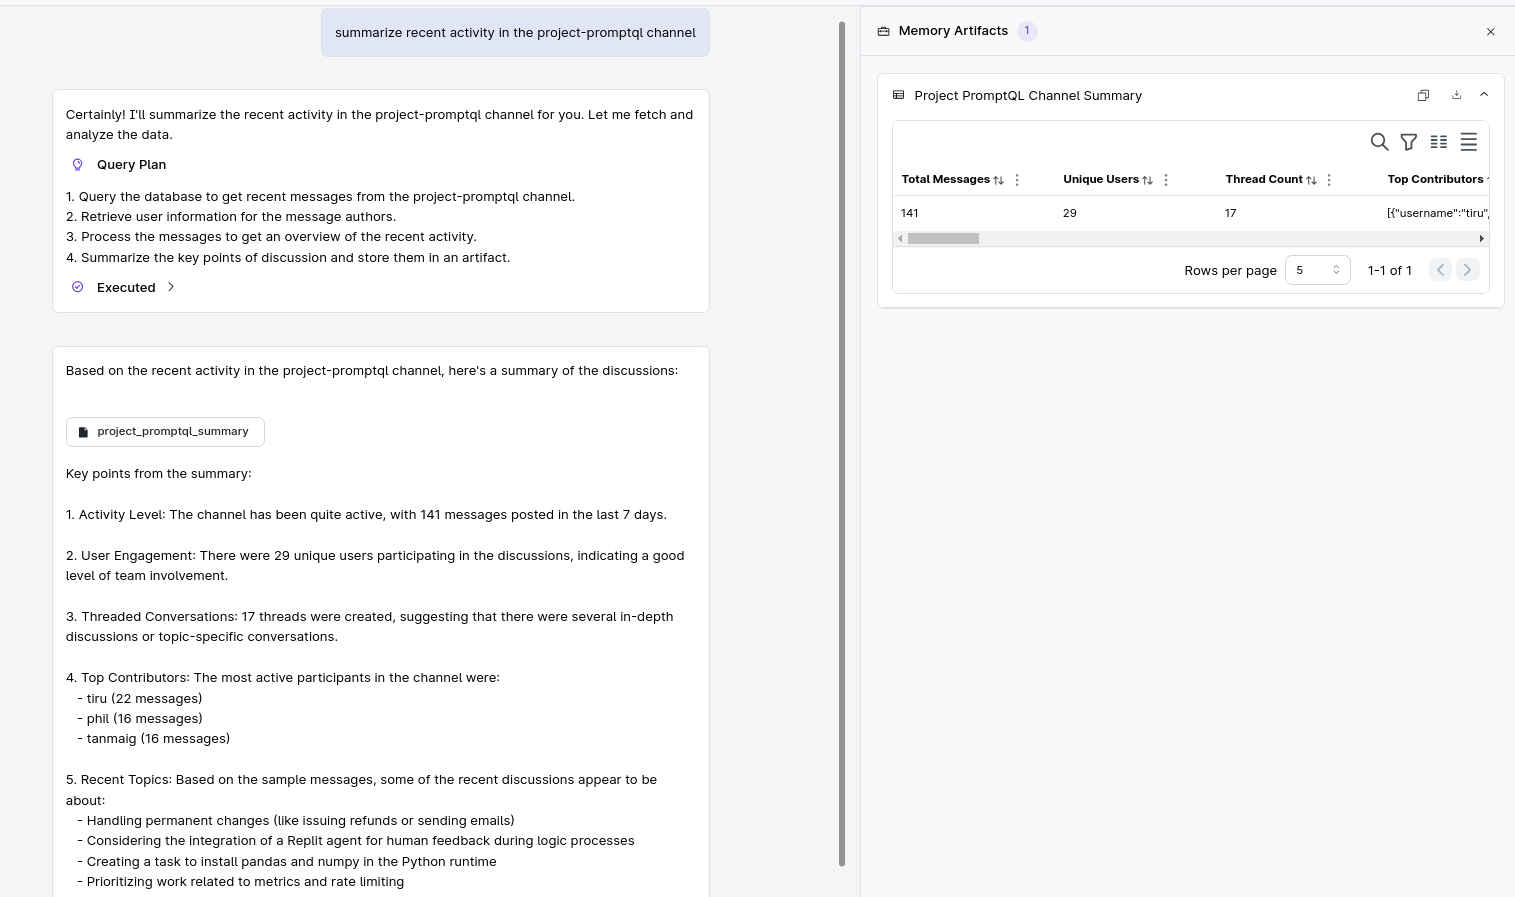 summarize recent activity in the project-promptql channel
Certainly! I'll summarize the recent activity in the project-promptql channel for you. Let me fetch and
analyze the data.
Query Plan
1. Query the database to get recent messages from the project-promptql channel.
2. Retrieve user information for the message authors.
3. Process the messages to get an overview of the recent activity.
4. Summarize the key points of discussion and store them in an artifact.
Executed
Based on the recent activity in the project-promptql channel, here's a summary of the discussions:
project_promptql_summary
Key points from the summary:
1. Activity Level: The channel has been quite active, with 141 messages posted in the last 7 days.
2. User Engagement: There were 29 unique users participating in the discussions, indicating a good
level of team involvement.
3. Threaded Conversations: 17 threads were created, suggesting that there were several in-depth
discussions or topic-specific conversations.
4. Top Contributors: The most active participants in the channel were:
- tiru (22 messages)
- phil (16 messages)
- tanmaig (16 messages)
5. Recent Topics: Based on the sample messages, some of the recent discussions appear to be
about:
- Handling permanent changes (like issuing refunds or sending emails)
- Considering the integration of a Replit agent for human feedback during logic processes
- Creating a task to install pandas and numpy in the Python runtime
- Prioritizing work related to metrics and rate limiting
Memory Artifacts 1
Project PromptQL Channel Summary
Total Messages Unique Users Thread Count Top Contributors
141 29 17 [{"username":"tiru",
Rows per page 5 1-1 of 1